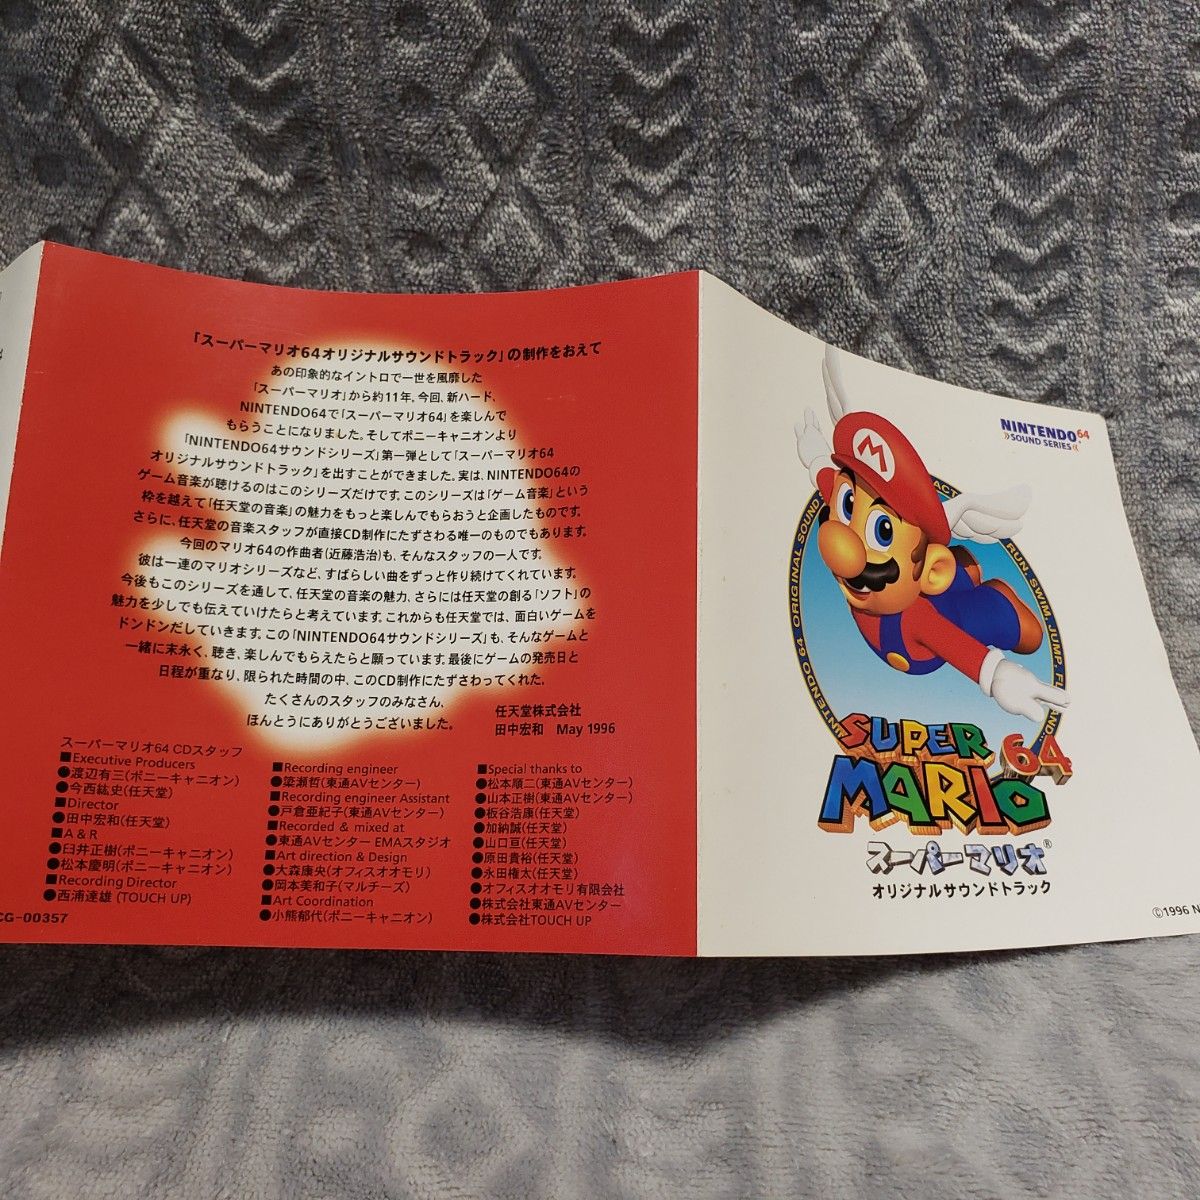 「スーパーマリオ64オリジナルサウンドトラック」の制作をおえて
あの印象的なイントロで一世を風靡した
「スーパーマリオ」から約11年。今回、新ハード、
NINTENDO64で「スーパーマリオ64」を楽しんで
もらうことになりました。そしてポニーキャニオンより
「NINTENDO64サウンドシリーズ」第一弾として「スーパーマリオ64
オリジナルサウンドトラック」を出すことができました。実は、NINTENDO64の
ゲーム音楽が聴けるのはこのシリーズだけです。このシリーズは「ゲーム音楽」という
枠を越えて「任天堂の音楽」の魅力をもっと楽しんでもらおうと企画したものです。
さらに、任天堂の音楽スタッフが直接CD制作にたずさわる唯一のものでもあります。
今回のマリオ64の作曲者(近藤浩治)も、そんなスタッフの一人です。
彼は一連のマリオシリーズなど、すばらしい曲をずっと作り続けてくれています。
今後もこのシリーズを通して、任天堂の音楽の魅力、さらには任天堂の創る「ソフト」の
魅力を少しでも伝えていけたらと考えています。これからも任天堂では、面白いゲームを
ドンドンだしていきます。この「NINTENDO64サウンドシリーズ」も、そんなゲームと
一緒に末永く、聴き、楽しんでもらえたらと願っています。最後にゲームの発売日と
日程が重なり、限られた時間の中、このCD制作にたずさわってくれた、
たくさんのスタッフのみなさん、
ほんとうにありがとうございました。
任天堂株式会社
田中宏和 May 1996
スーパーマリオ64 CDスタッフ
■Executive Producers
●渡辺有三(ポニーキャニオン)
●今西紘史(任天堂)
■Director
●田中宏和(任天堂)
■A & R
●臼井正樹(ポニーキャニオン)
●松本慶明(ポニーキャニオン)
■Recording Director
●西浦達雄 (TOUCH UP)
CG-00357
■Recording engineer
●簗瀬哲(東通AVセンター)
■Recording engineer Assistant
●戸倉亜紀子(東通AVセンター)
■Recorded & mixed at
●東通AVセンター EMAスタジオ
■Art direction & Design
●大森康央(オフィスオオモリ)
●岡本美和子(マルチーズ)
■Art Coordination
●小熊郁代(ポニーキャニオン)
■Special thanks to
●松本順二(東通AVセンター)
●山本正樹(東通AVセンター)
●板谷浩康(任天堂)
●加納誠(任天堂)
●山口亘(任天堂)
●原田貴裕(任天堂)
●永田権太(任天堂)
●オフィスオオモリ有限会社
●株式会社東通AVセンター
●株式会社TOUCH UP
NINTENDO64
»SOUND SERIES«
M
NINTENDO 64 ORIGINAL SOUND
RUN, SWIM, JUMP,
SUPER
MARIO 64
スーパーマリオ®
オリジナルサウンドトラック
©1996 N